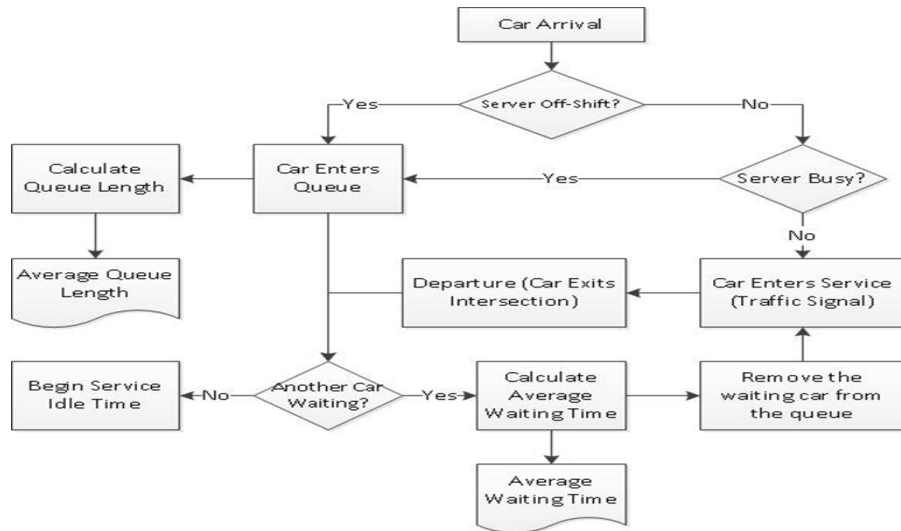 Car Arrival
Server Off-Shift?
Yes
No
Calculate
Queue Length
Car Enters
Queue
Yes
Server Busy?
No
Average Queue
Length
Departure (Car Exits
Intersection)
Car Enters Service
(Traffic Signal)
Begin Service
Idle Time
No
Another Car
Waiting?
Yes
Calculate
Average
Waiting Time
Remove the
waiting car from
the queue
Average
Waiting Time